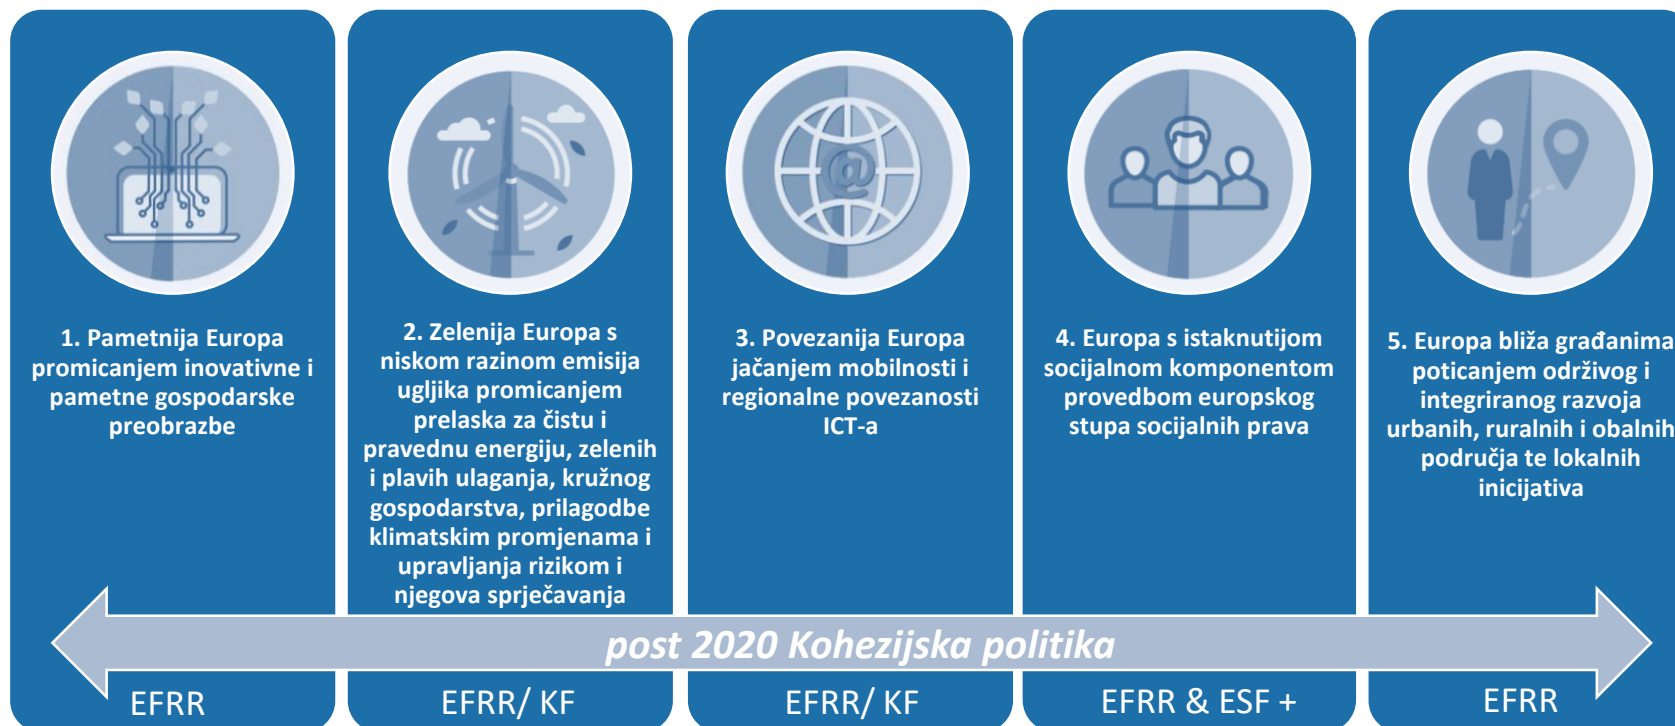 1. Pametnija Europa
promicanjem inovativne i
pametne gospodarske
preobrazbe
2. Zelenija Europa s
niskom razinom emisija
ugljika promicanjem
prelaska za čistu i
pravednu energiju, zelenih
i plavih ulaganja, kružnog
gospodarstva, prilagodbe
klimatskim promjenama i
upravljanja rizikom i
njegova sprječavanja
3. Povezanija Europa
jačanjem mobilnosti i
regionalne povezanosti
ICT-a
4. Europa s istaknutijom
socijalnom komponentom
provedbom europskog
stupa socijalnih prava
5. Europa bliža građanima
poticanjem održivog i
integriranog razvoja
urbanih, ruralnih i obalnih
područja te lokalnih
inicijativa
@
post 2020 Kohezijska politika
EFRR
EFRR/ KF
EFRR/ KF
EFRR & ESF +
EFRR